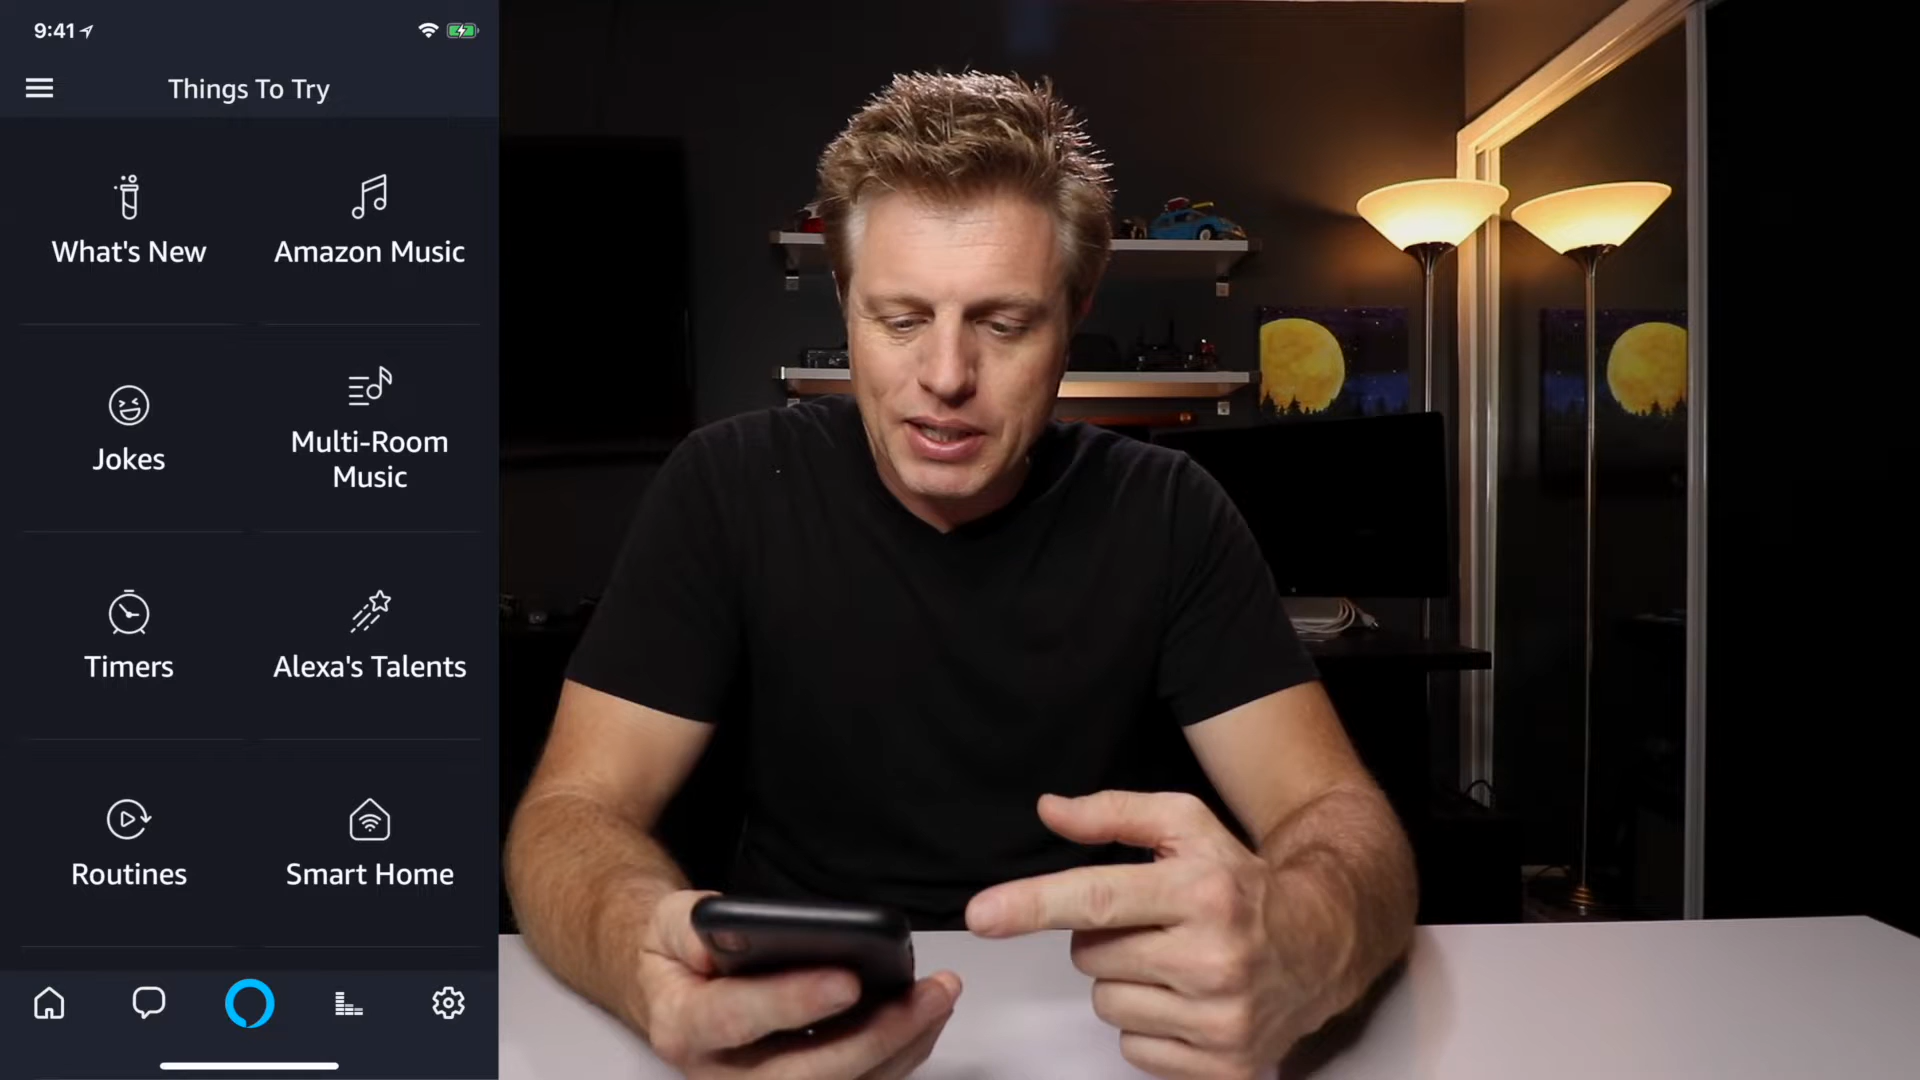 9:41
Things To Try
What's New
Amazon Music
Jokes
Multi-Room
Music
Timers
Alexa's Talents
Routines
Smart Home